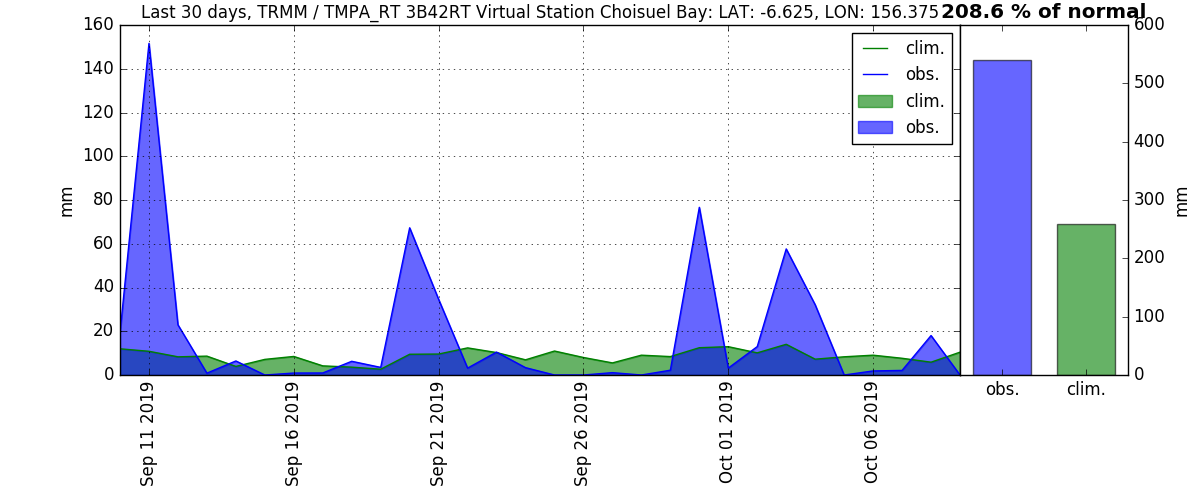 Last 30 days, TRMM / TMPA_RT 3B42RT Virtual Station Choisuel Bay: LAT: -6.625, LON: 156.375 208.6 % of normal
160
140
120
100
80
60
40
20
0
mm
clim.
obs.
clim.
obs.
Sep 11 2019
Sep 16 2019
Sep 21 2019
Sep 26 2019
Oct 01 2019
Oct 06 2019
600
500
400
300
200
100
0
mm
obs. clim.